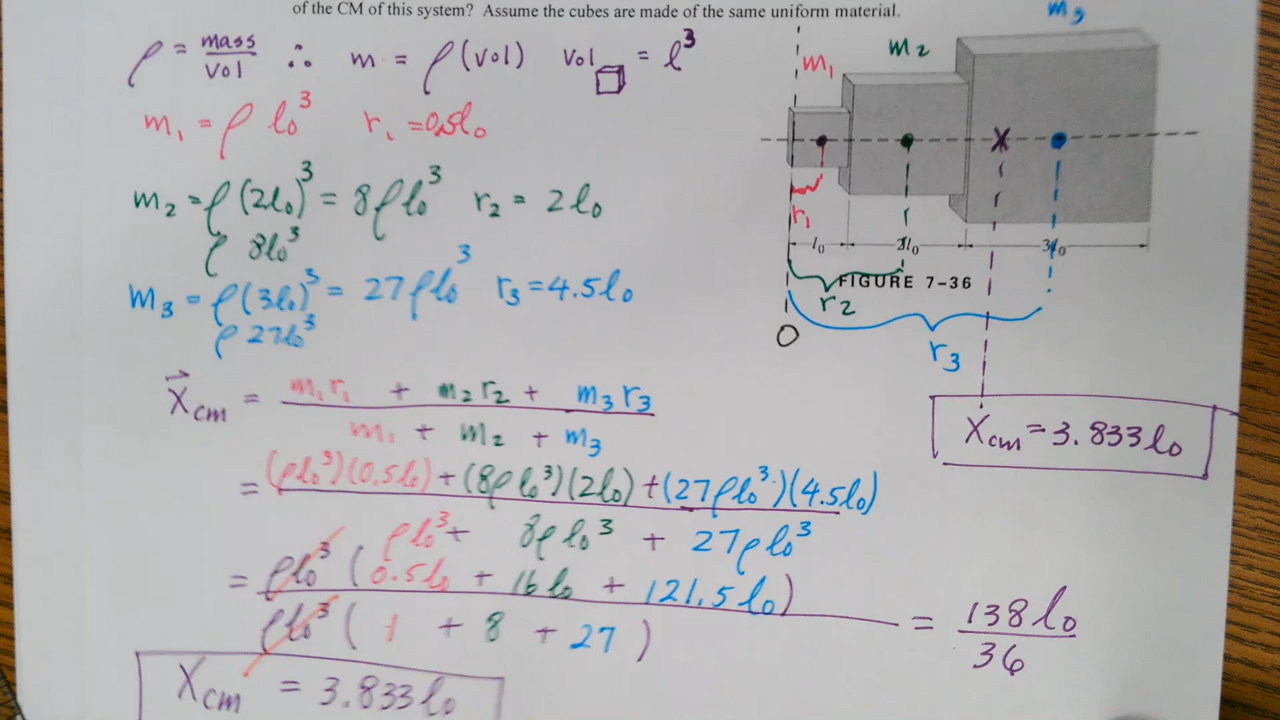 of the CM of this system? Assume the cubes are made of the same uniform material.
ρ = mass/vol ∴ m = ρ(vol) vol = l³
m₁ = ρ l₀³ r₁ = 0.5l₀
m₂ = ρ(2l₀)³ = 8ρl₀³ r₂ = 2l₀
ρ 8l₀³
m₃ = ρ(3l₀)³ = 27ρl₀³ r₃ = 4.5l₀
ρ 27l₀³
x⃗cm = (m₁r₁ + m₂r₂ + m₃r₃)/(m₁ + m₂ + m₃)
= ((ρl₀³)(0.5l₀) + (8ρl₀³)(2l₀) + (27ρl₀³)(4.5l₀))/(ρl₀³ + 8ρl₀³ + 27ρl₀³)
= ρl₀³(0.5l₀ + 16l₀ + 121.5l₀)/ρl₀³(1 + 8 + 27) = 138l₀/36
Xcm = 3.833l₀
m₁ m₂ m₃
X
r₁
l₀ 2l₀ 3l₀
FIGURE 7-36
r₂
O
r₃
Xcm = 3.833l₀